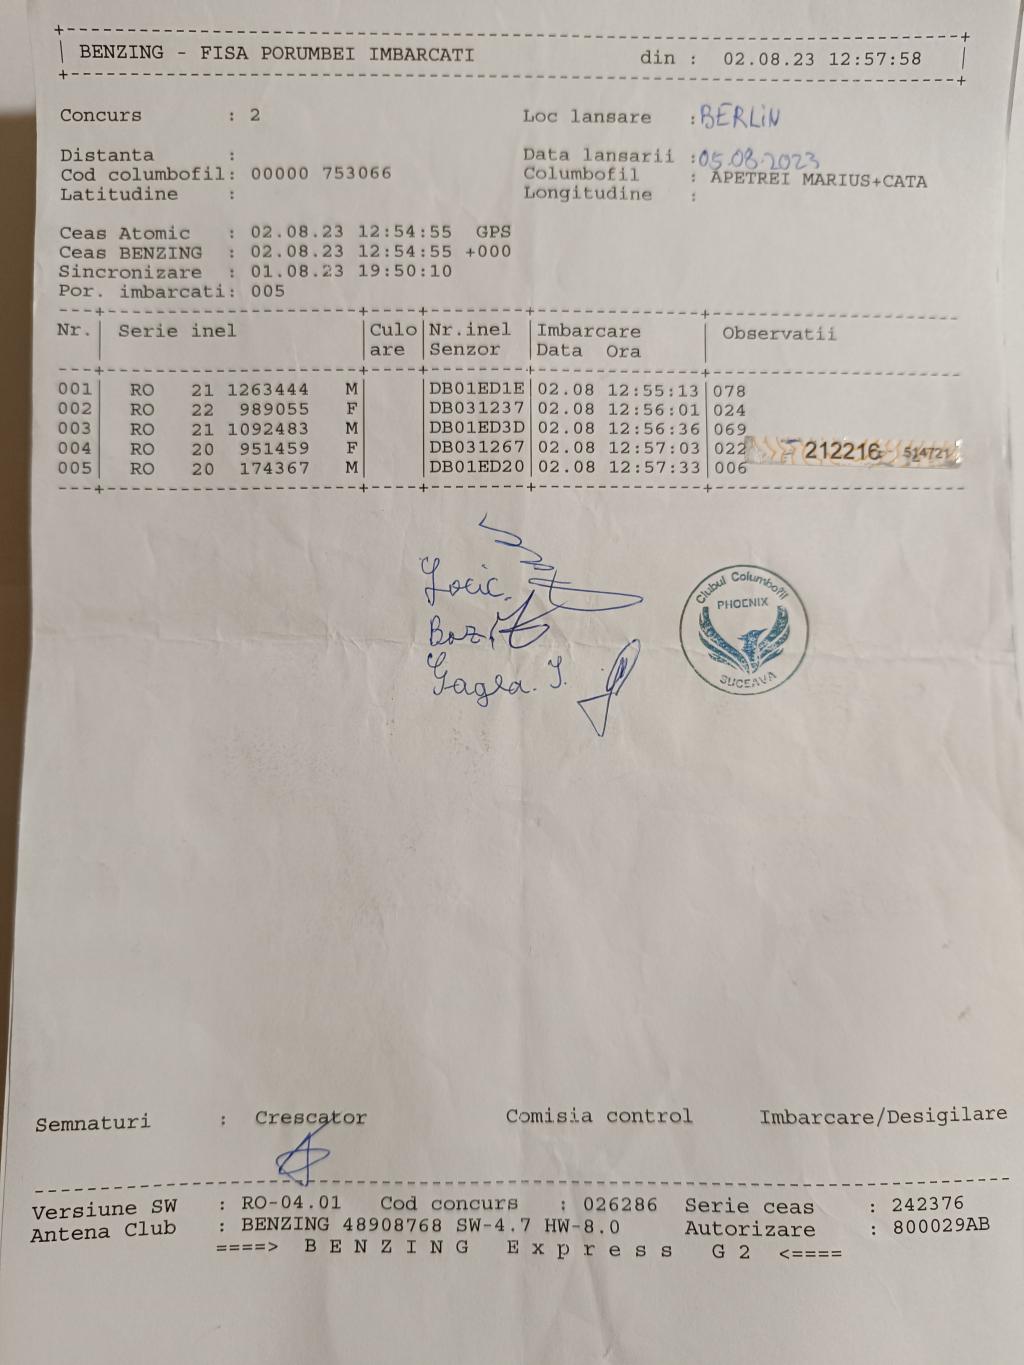 BENZING - FISA PORUMBEI IMBARCATI din : 02.08.23 12:57:58
Concurs : 2 Loc lansare : BERLiN
Distanta : Data lansarii : 05.08.2023
Cod columbofil: 00000 753066 Columbofil : APETREI MARIUS+CATA
Latitudine : Longitudine :
Ceas Atomic : 02.08.23 12:54:55 GPS
Ceas BENZING : 02.08.23 12:54:55 +000
Sincronizare : 01.08.23 19:50:10
Por. imbarcati: 005
Nr. Serie inel Culo Nr.inel Imbarcare Observatii
are Senzor Data Ora
001 RO 21 1263444 M DB01ED1E 02.08 12:55:13 078
002 RO 22 989055 F DB031237 02.08 12:56:01 024
003 RO 21 1092483 M DB01ED3D 02.08 12:56:36 069
004 RO 20 951459 F DB031267 02.08 12:57:03 022 212216 514721
005 RO 20 174367 M DB01ED20 02.08 12:57:33 006
Clubul Columbofil
PHOENIX
SUCEAVA
Semnaturi : Crescator Comisia control Imbarcare/Desigilare
Versiune SW : RO-04.01 Cod concurs : 026286 Serie ceas : 242376
Antena Club : BENZING 48908768 SW-4.7 HW-8.0 Autorizare : 800029AB
====> B E N Z I N G E x p r e s s G 2 <====